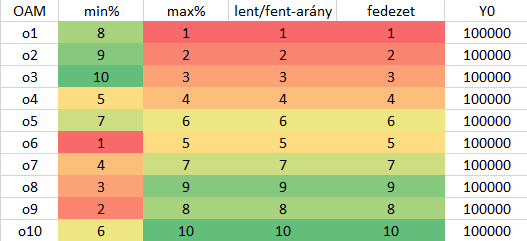 OAM min% max% lent/fent-arány fedezet Y0
o1 8 1 1 1 100000
o2 9 2 2 2 100000
o3 10 3 3 3 100000
o4 5 4 4 4 100000
o5 7 6 6 6 100000
o6 1 5 5 5 100000
o7 4 7 7 7 100000
o8 3 9 9 9 100000
o9 2 8 8 8 100000
o10 6 10 10 10 100000